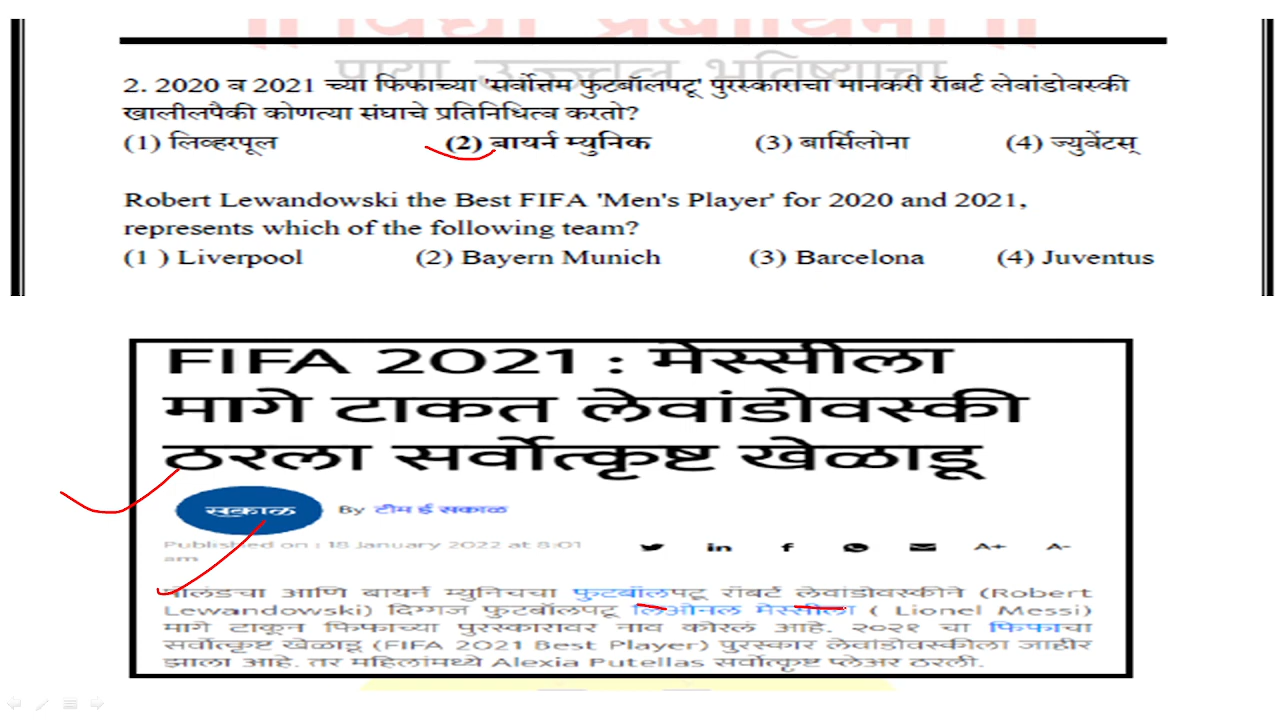 ॥ विद्या प्रबोधिनी ॥
पाया उज्ज्वल भविष्याचा
2. 2020 व 2021 च्या फिफाच्या 'सर्वोत्तम फुटबॉलपटू' पुरस्काराचा मानकरी रॉबर्ट लेवांडोवस्की
खालीलपैकी कोणत्या संघाचे प्रतिनिधित्व करतो?
(1) लिव्हरपूल (2) बायर्न म्युनिक (3) बार्सिलोना (4) ज्युवेंटस्
Robert Lewandowski the Best FIFA 'Men's Player' for 2020 and 2021,
represents which of the following team?
(1 ) Liverpool (2) Bayern Munich (3) Barcelona (4) Juventus
FIFA 2021 : मेस्सीला
मागे टाकत लेवांडोवस्की
ठरला सर्वोत्कृष्ट खेळाडू
सकाळ By टीम ई सकाळ
Published on : 18 January 2022 at 8:01
am A+ A-
पोलंडचा आणि बायर्न म्युनिचचा फुटबॉलपटू रॉबर्ट लेवांडोवस्कीने (Robert
Lewandowski) दिग्गज फुटबॉलपटू लिओनल मेस्सीला ( Lionel Messi)
मागे टाकून फिफाच्या पुरस्कारावर नाव कोरलं आहे. २०२१ चा फिफाचा
सर्वोत्कृष्ट खेळाडू (FIFA 2021 Best Player) पुरस्कार लेवांडोवस्कीला जाहीर
झाला आहे. तर महिलांमध्ये Alexia Putellas सर्वोत्कृष्ट प्लेअर ठरली.